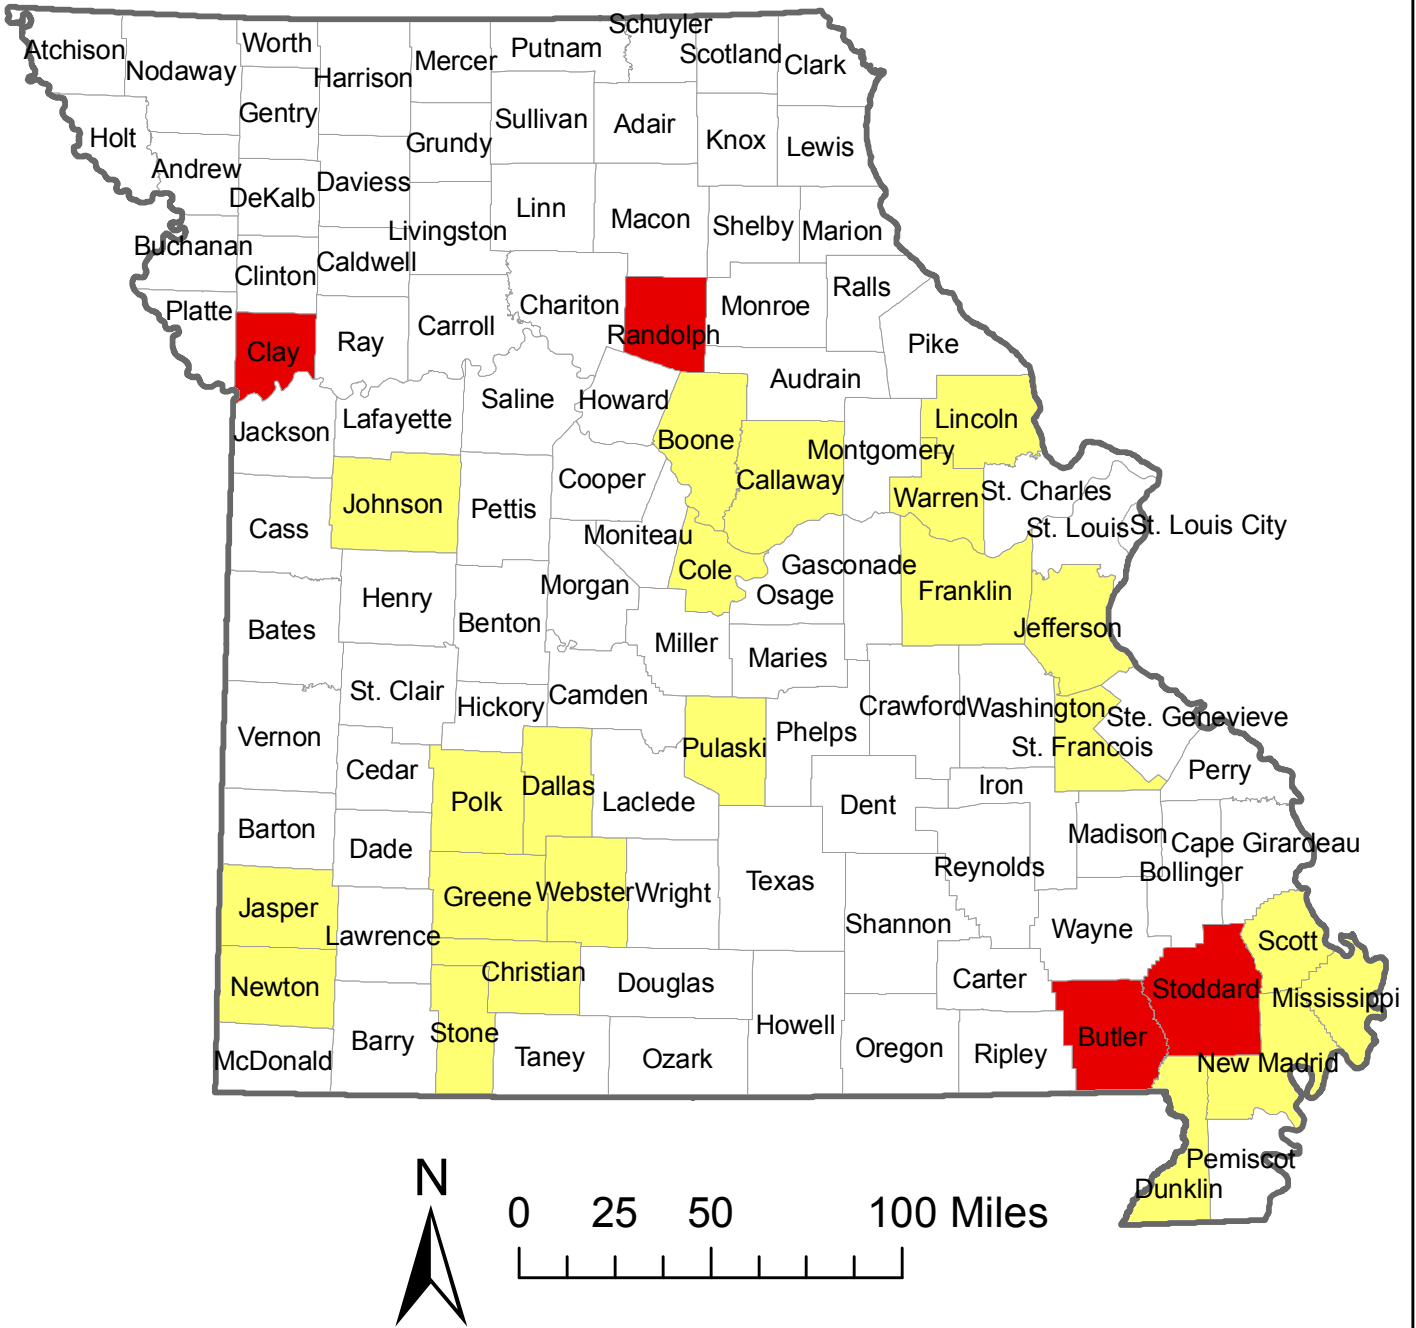 Schuyler
Atchison
Worth
Mercer
Putnam
Scotland
Clark
Nodaway
Harrison
Gentry
Sullivan
Adair
Holt
Grundy
Knox
Lewis
Andrew
DeKalb
Daviess
Linn
Macon
Shelby
Marion
Livingston
Buchanan
Clinton
Caldwell
Ralls
Chariton
Monroe
Platte
Carroll
Randolph
Clay
Ray
Pike
Audrain
Saline
Howard
Lincoln
Jackson
Lafayette
Boone
Montgomery
Cooper
Callaway
Johnson
Pettis
Warren
St. Charles
Cass
Moniteau
St. Louis
St. Louis City
Cole
Gasconade
Henry
Morgan
Osage
Franklin
Bates
Benton
Miller
Jefferson
Maries
St. Clair
Camden
Hickory
Crawford
Washington
Ste. Genevieve
Vernon
Phelps
Pulaski
St. Francois
Cedar
Dallas
Iron
Perry
Polk
Laclede
Dent
Barton
Dade
Madison
Cape Girardeau
Reynolds
Bollinger
Texas
Greene
Webster
Wright
Jasper
Shannon
Lawrence
Wayne
Scott
Christian
Douglas
Carter
Newton
Stoddard
Mississippi
Stone
Barry
Howell
Butler
McDonald
Taney
Ozark
Oregon
Ripley
New Madrid
Pemiscot
Dunklin
N
0 25 50 100 Miles